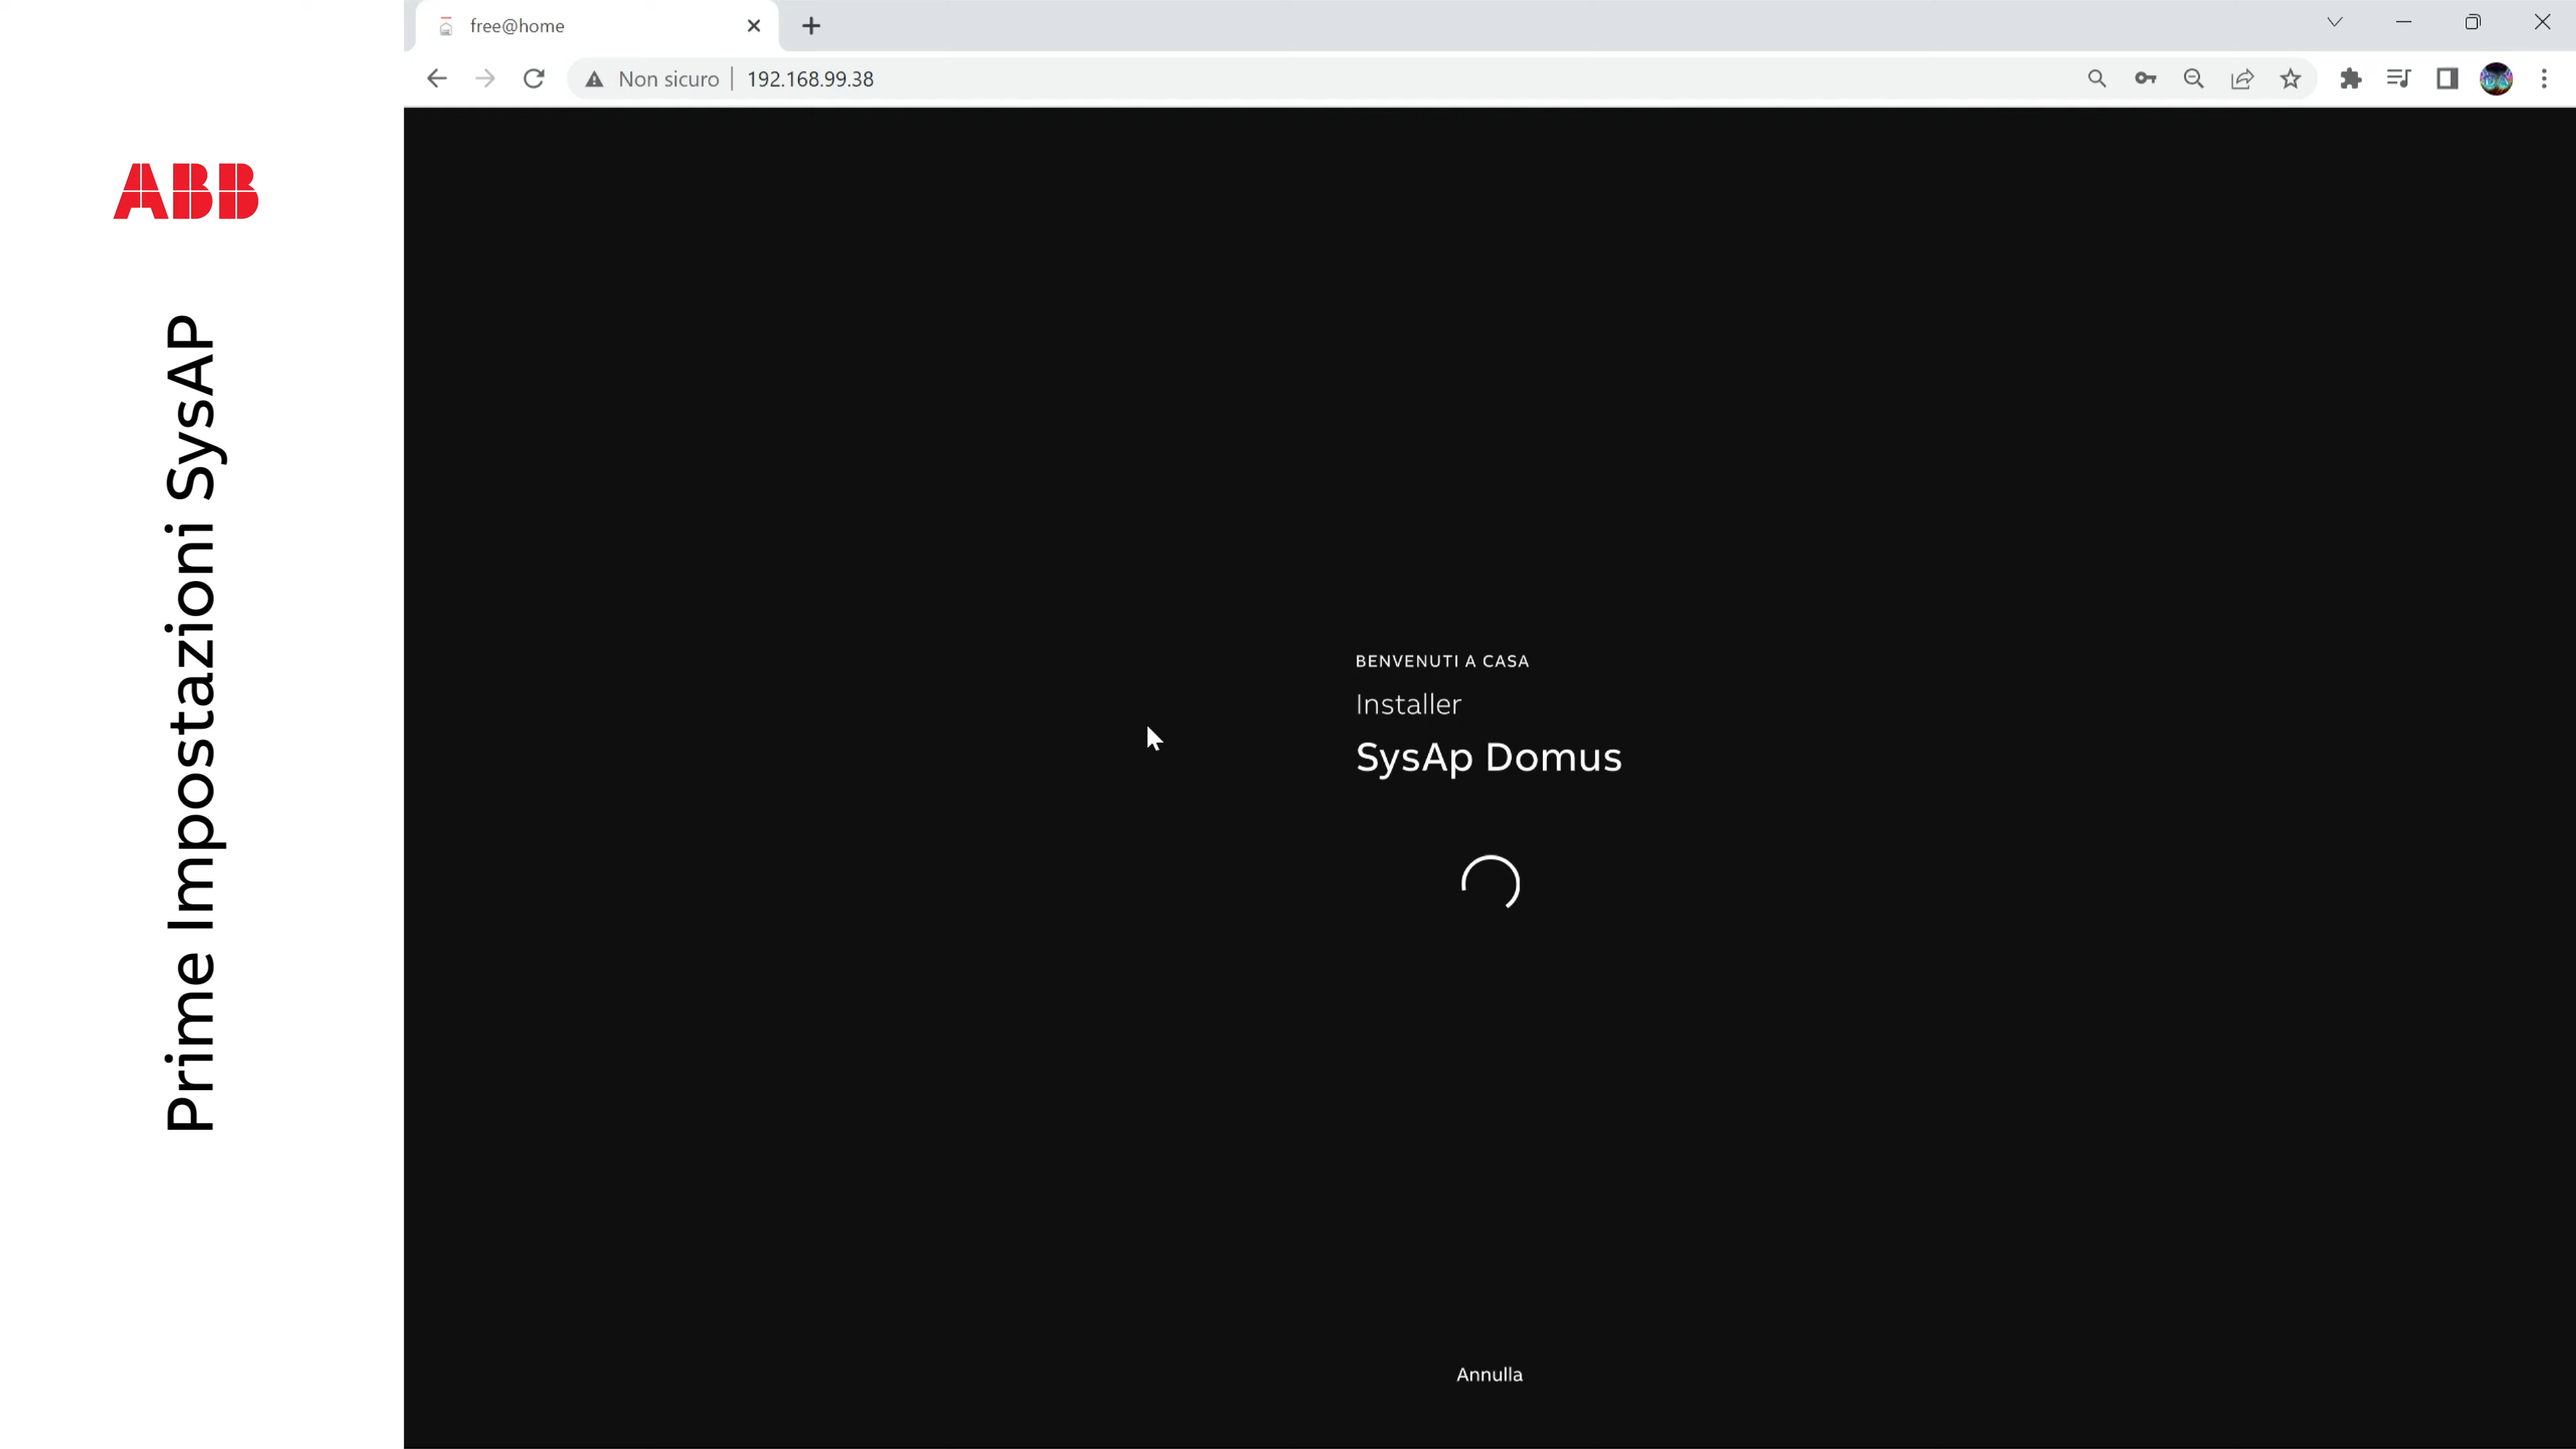 ABB
Prime Impostazioni SysAP
free@home
Non sicuro
192.168.99.38
BENVENUTI A CASA
Installer
SysAp Domus
Annulla